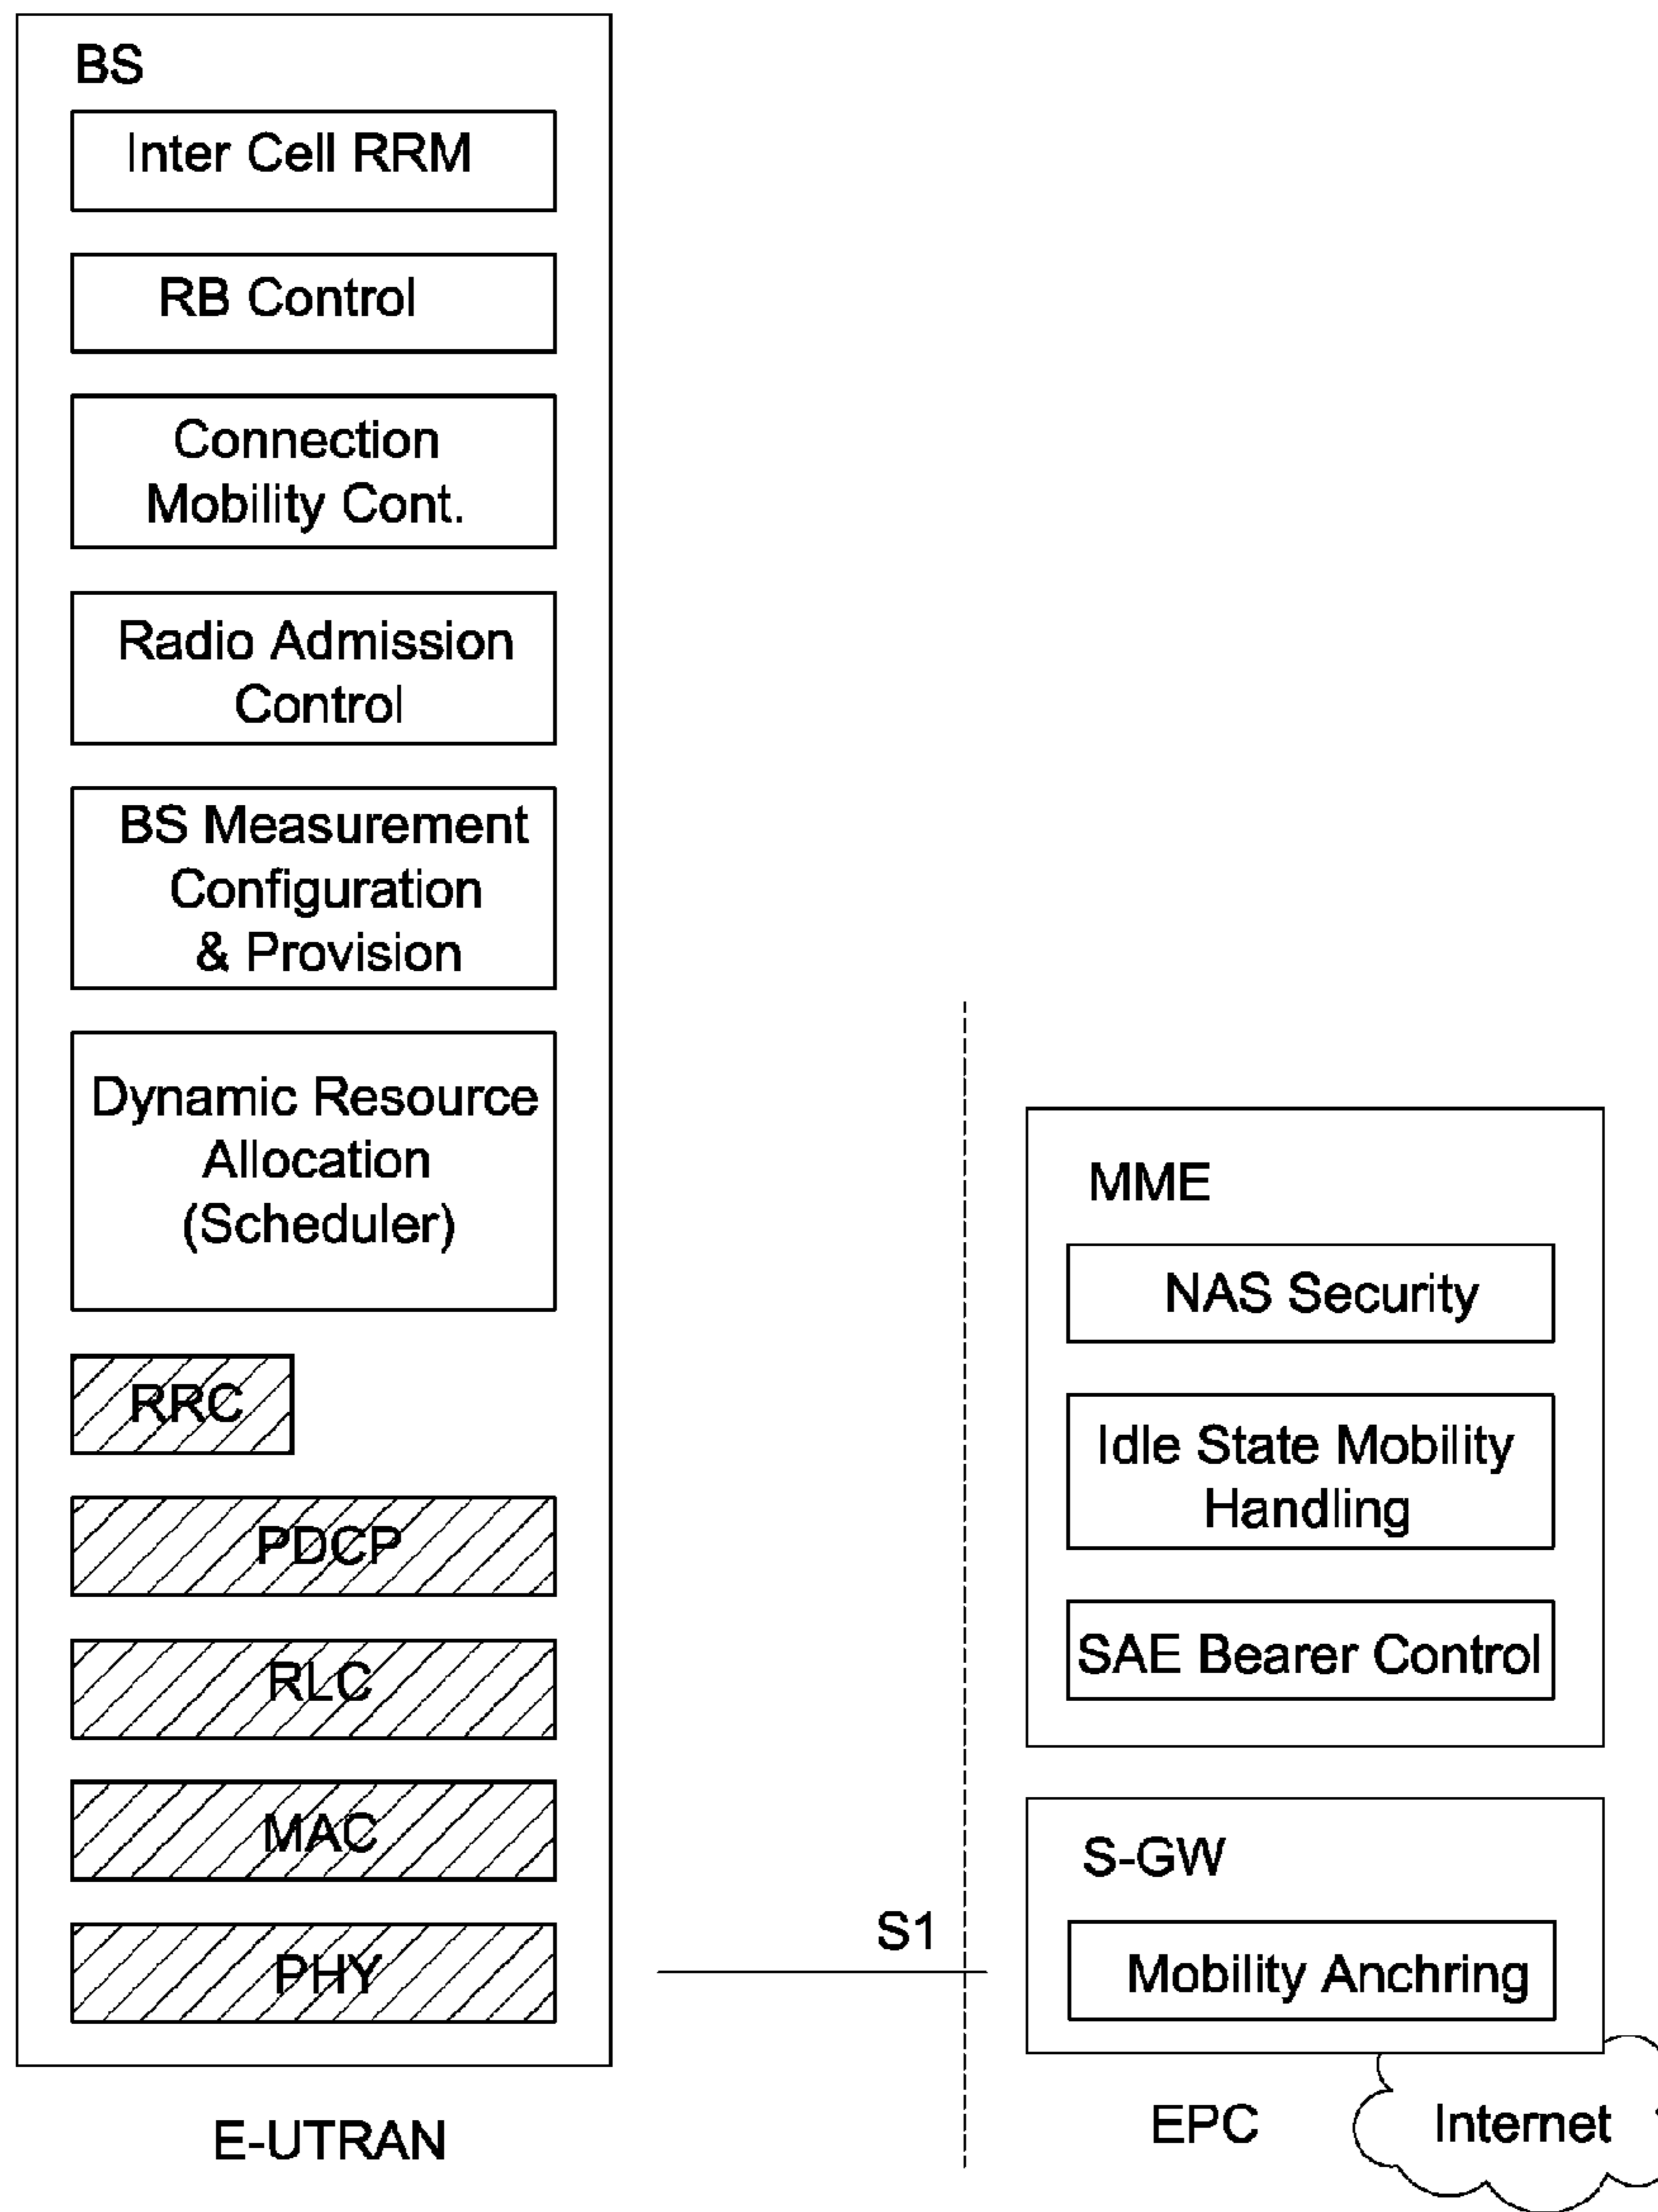 BS
Inter Cell RRM
RB Control
Connection
Mobility Cont.
Radio Admission
Control
BS Measurement
Configuration
& Provision
Dynamic Resource
Allocation
(Scheduler)
RRC
PDCP
RLC
MAC
PHY
E-UTRAN
S1
MME
NAS Security
Idle State Mobility
Handling
SAE Bearer Control
S-GW
Mobility Anchring
EPC
Internet